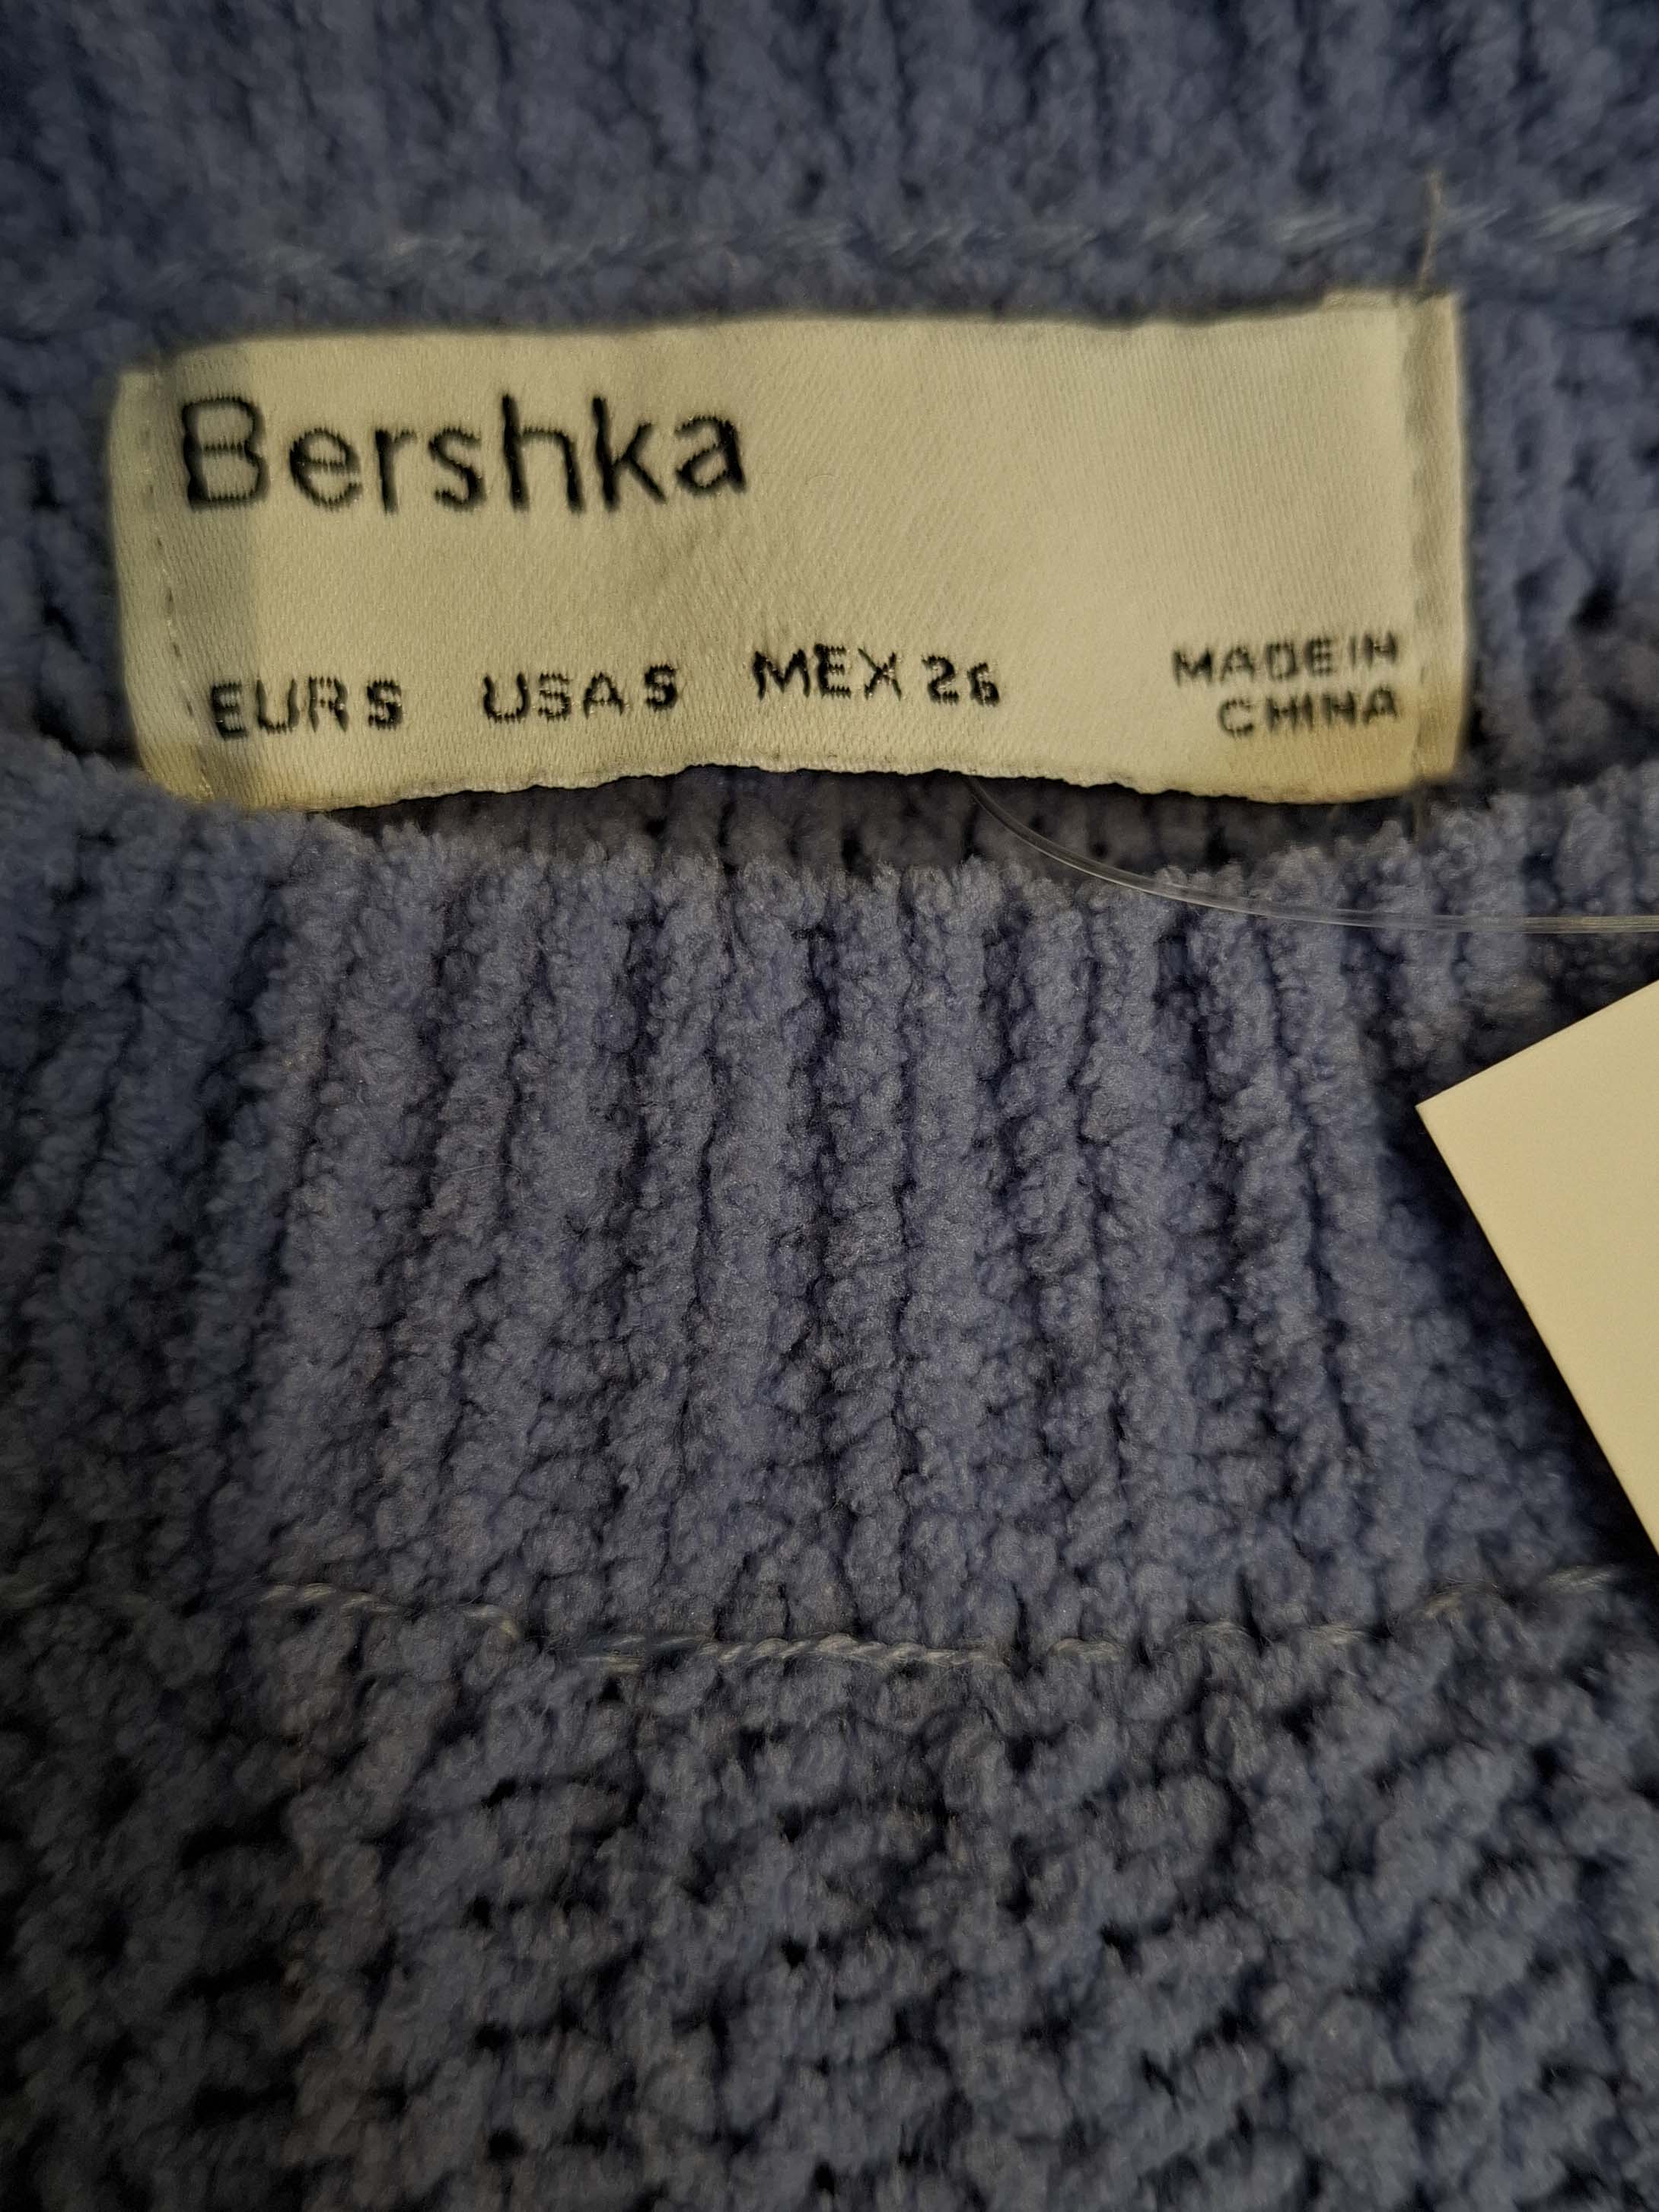 Bershka
EUR S USA S MEX 26 MADE IN
CHINA